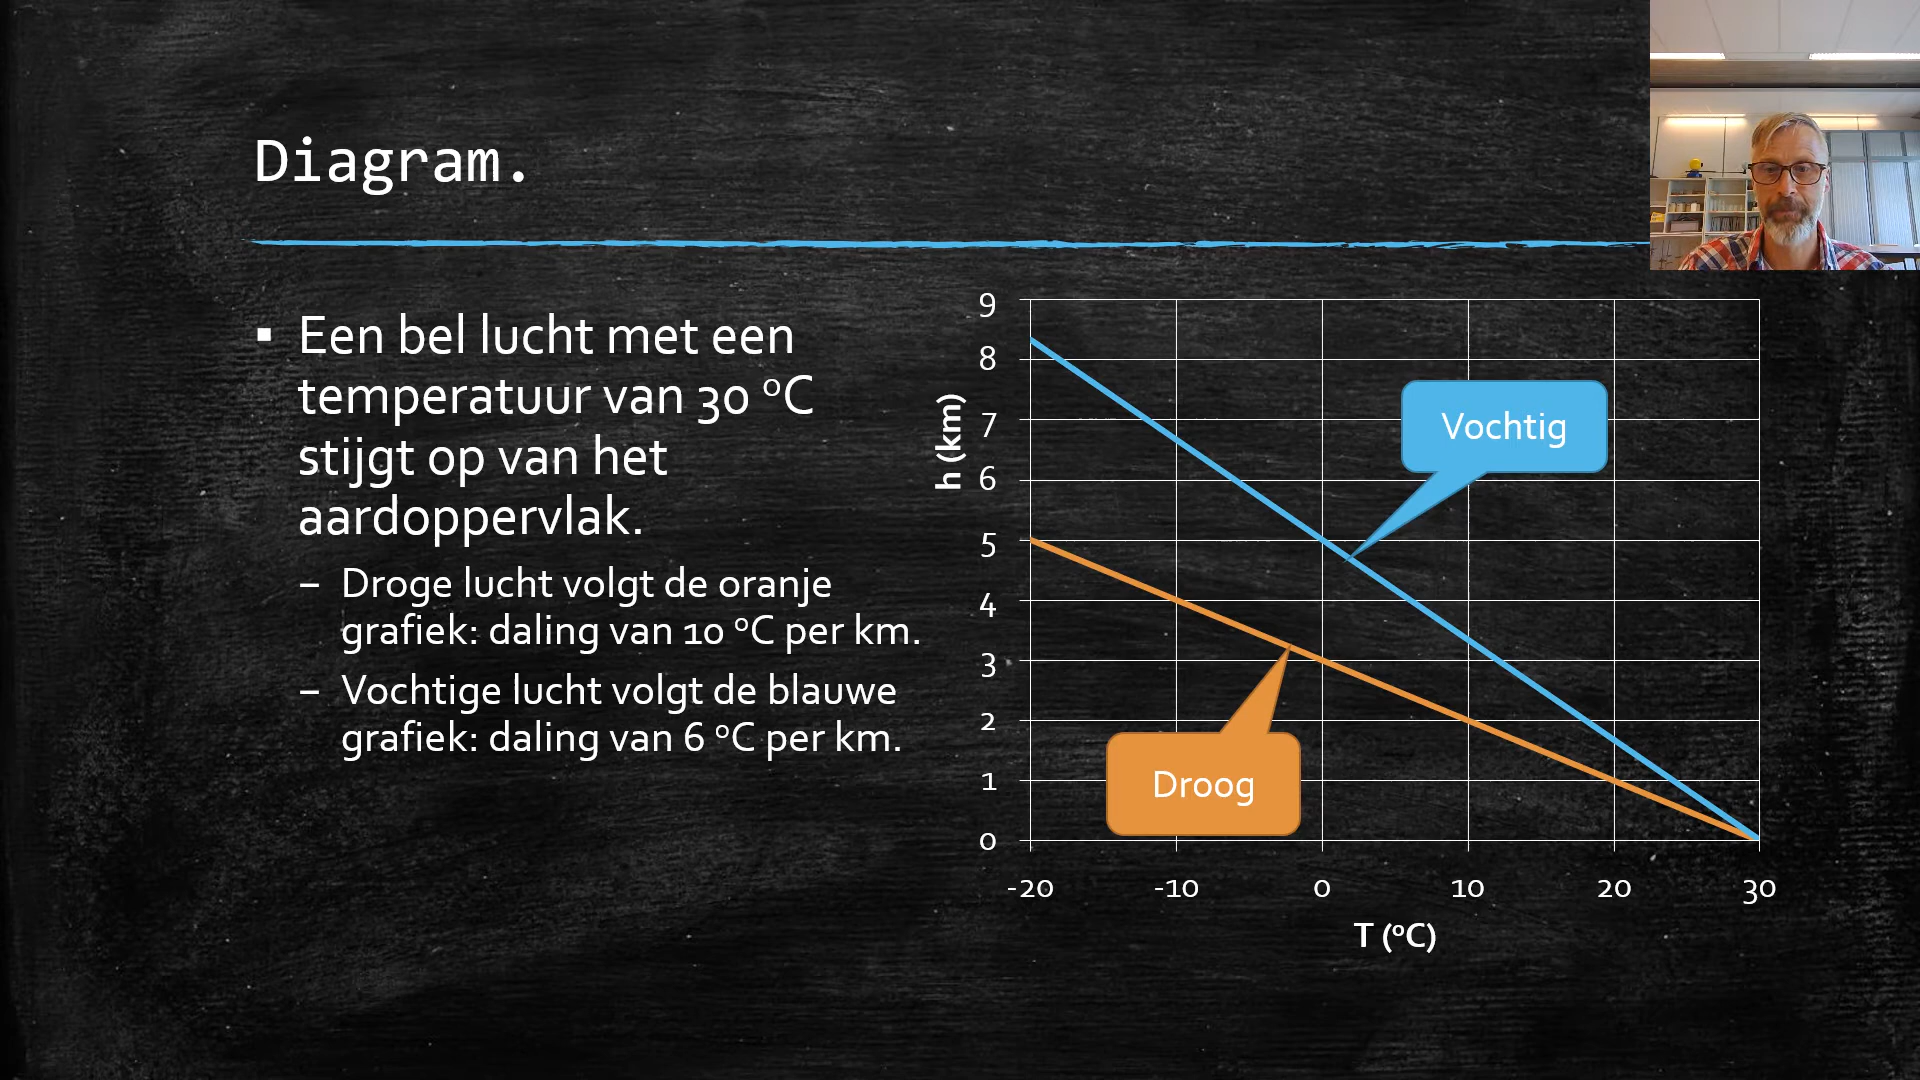 Diagram.
▪ Een bel lucht met een
temperatuur van 30 °C
stijgt op van het
aardoppervlak.
– Droge lucht volgt de oranje
grafiek: daling van 10 °C per km.
– Vochtige lucht volgt de blauwe
grafiek: daling van 6 °C per km.
h (km)
9
8
7
6
5
4
3
2
1
0
Vochtig
Droog
-20 -10 0 10 20 30
T (°C)